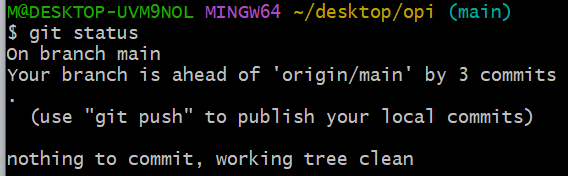 M@DESKTOP-UVM9NOL MINGW64 ~/desktop/opi (main)
$ git status
On branch main
Your branch is ahead of 'origin/main' by 3 commits
.
  (use "git push" to publish your local commits)

nothing to commit, working tree clean